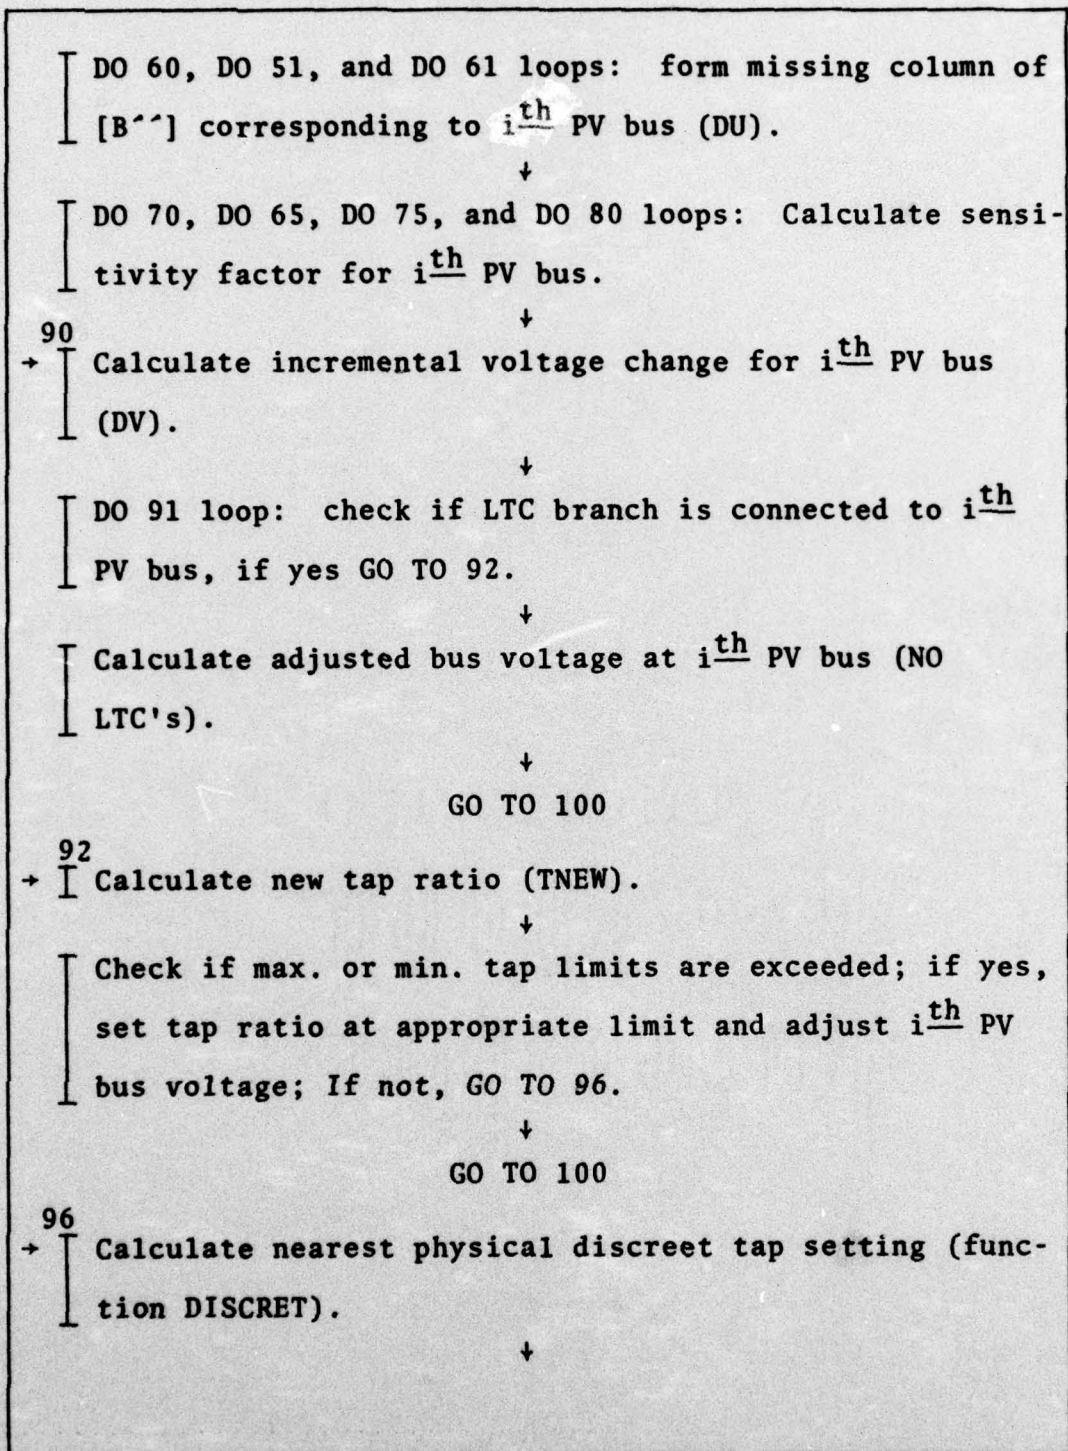 DO 60, DO 51, and DO 61 loops: form missing column of
[B´´] corresponding to ith PV bus (DU).
↓
DO 70, DO 65, DO 75, and DO 80 loops: Calculate sensi-
tivity factor for ith PV bus.
↓
90
→ Calculate incremental voltage change for ith PV bus
(DV).
↓
DO 91 loop: check if LTC branch is connected to ith
PV bus, if yes GO TO 92.
↓
Calculate adjusted bus voltage at ith PV bus (NO
LTC's).
↓
GO TO 100
92
→ Calculate new tap ratio (TNEW).
↓
Check if max. or min. tap limits are exceeded; if yes,
set tap ratio at appropriate limit and adjust ith PV
bus voltage; If not, GO TO 96.
↓
GO TO 100
96
→ Calculate nearest physical discreet tap setting (func-
tion DISCRET).
↓